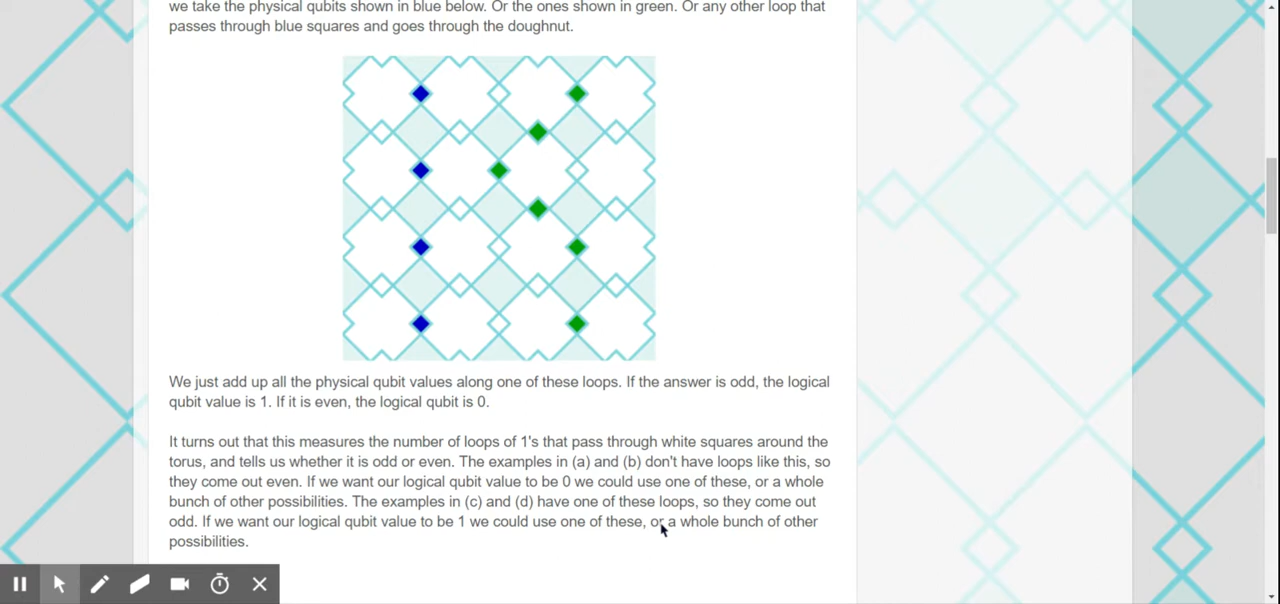 we take the physical qubits shown in blue below. Or the ones shown in green. Or any other loop that
passes through blue squares and goes through the doughnut.
We just add up all the physical qubit values along one of these loops. If the answer is odd, the logical
qubit value is 1. If it is even, the logical qubit is 0.
It turns out that this measures the number of loops of 1's that pass through white squares around the
torus, and tells us whether it is odd or even. The examples in (a) and (b) don't have loops like this, so
they come out even. If we want our logical qubit value to be 0 we could use one of these, or a whole
bunch of other possibilities. The examples in (c) and (d) have one of these loops, so they come out
odd. If we want our logical qubit value to be 1 we could use one of these, or a whole bunch of other
possibilities.